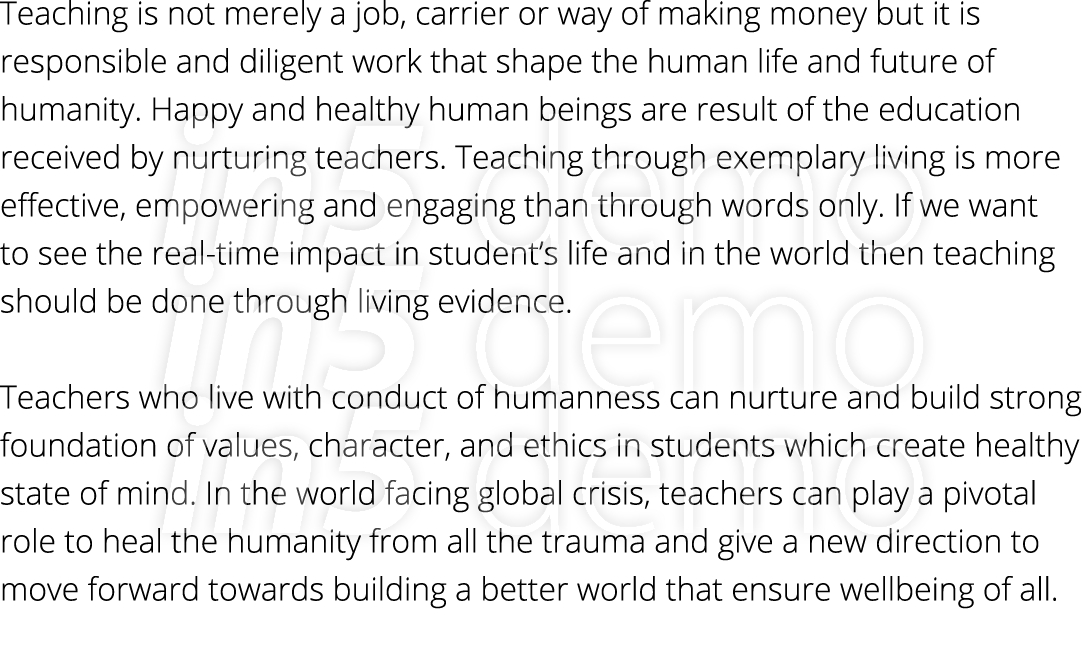 Teaching is not merely a job, carrier or way of making money but it is
responsible and diligent work that shape the human life and future of
humanity. Happy and healthy human beings are result of the education
received by nurturing teachers. Teaching through exemplary living is more
effective, empowering and engaging than through words only. If we want
to see the real-time impact in student’s life and in the world then teaching
should be done through living evidence.
Teachers who live with conduct of humanness can nurture and build strong
foundation of values, character, and ethics in students which create healthy
state of mind. In the world facing global crisis, teachers can play a pivotal
role to heal the humanity from all the trauma and give a new direction to
move forward towards building a better world that ensure wellbeing of all.
in5 demo
in5 demo
in5 demo